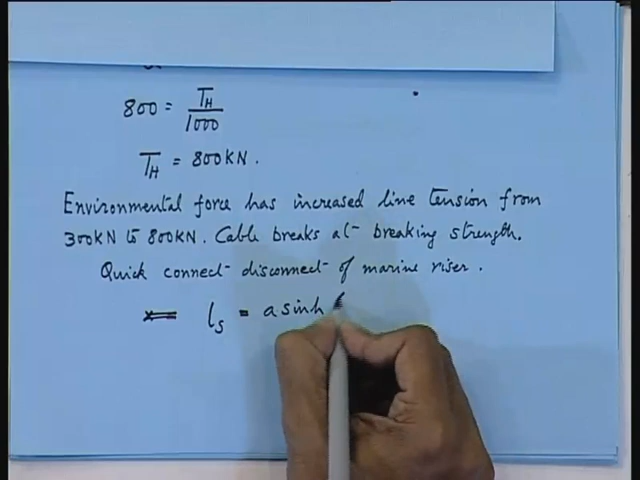 800 = T_H / 1000
T_H = 800 KN.
Environmental force has increased line tension from
300KN to 800KN. Cable breaks at breaking strength.
Quick connect-disconnect of marine riser.
l_s = a sinh (